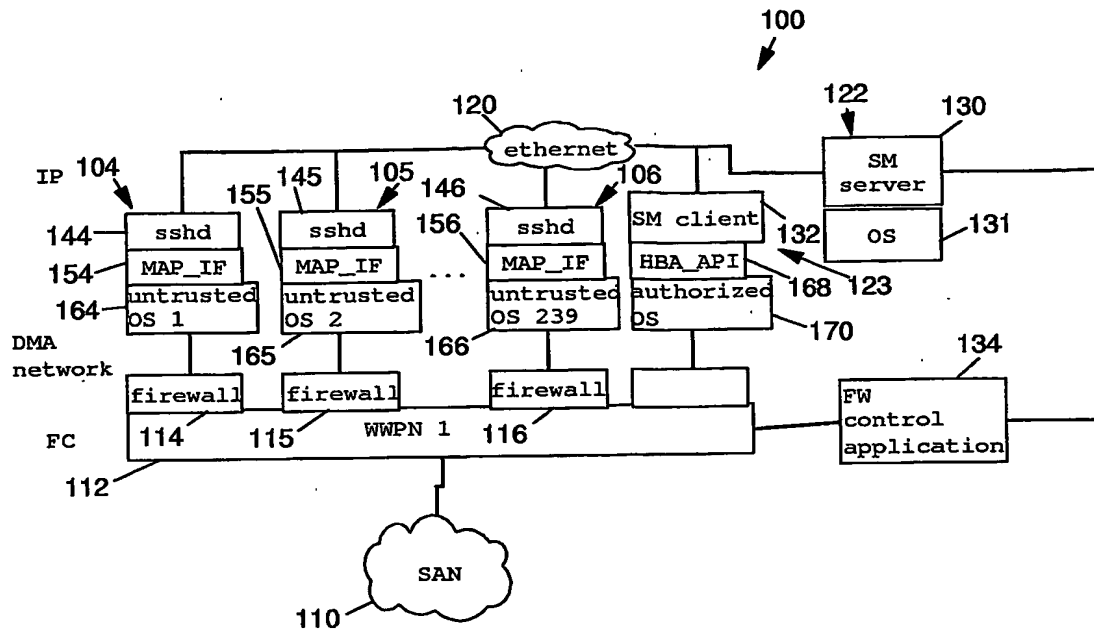 100
120
ethernet
122
130
SM
server
OS
131
IP
104
145
155
105
146
156
106
144
sshd
sshd
sshd
SM client
132
154
MAP_IF
MAP_IF
...
MAP_IF
HBA_API
168
123
164
untrusted
OS 1
untrusted
OS 2
untrusted
OS 239
authorized
OS
165
166
170
DMA
network
firewall
firewall
firewall
134
FW
control
application
FC
114
115
WWPN 1
116
112
SAN
110